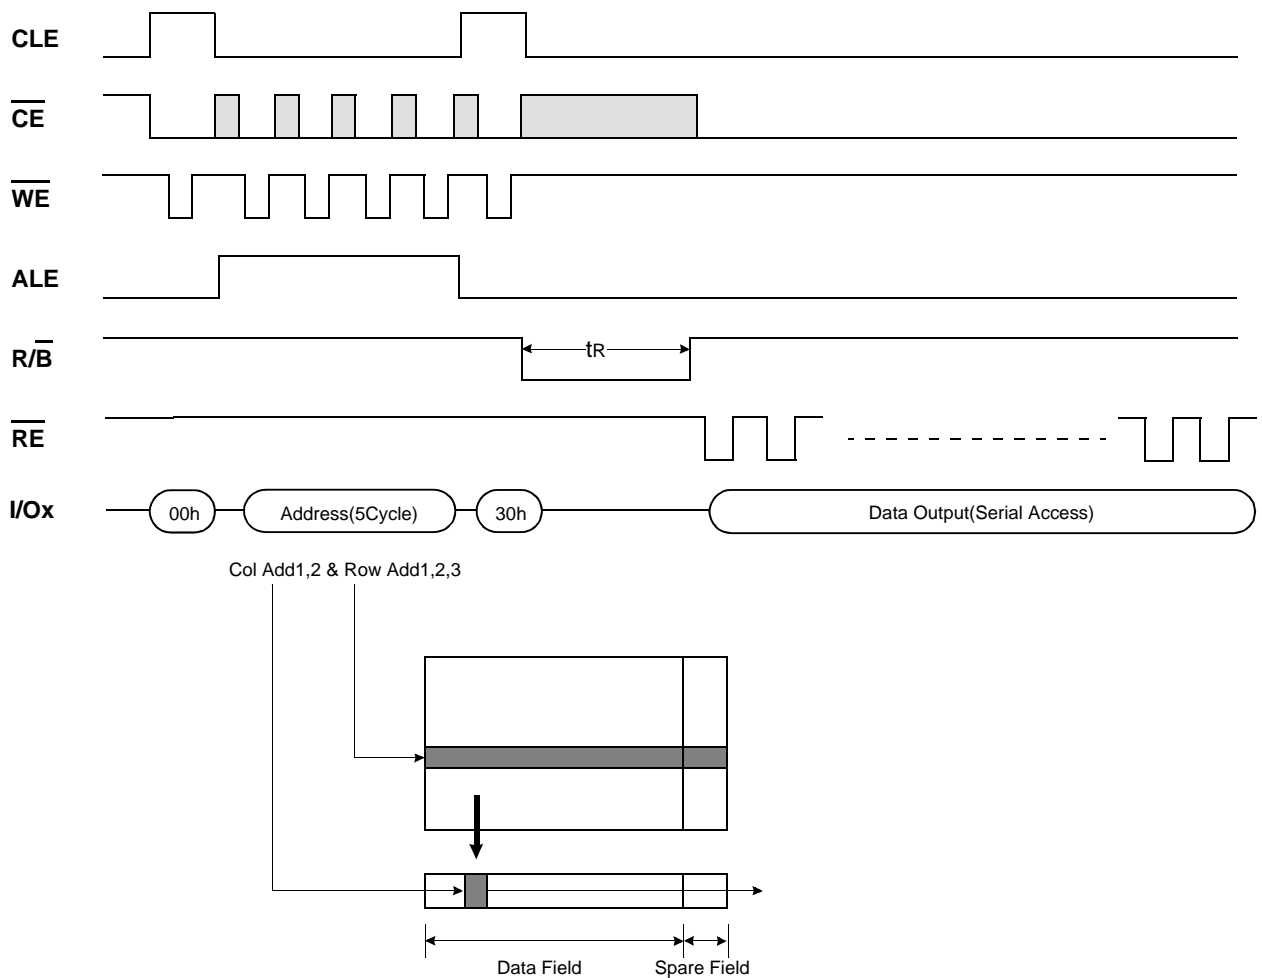 CLE
CE
WE
ALE
R/B
tR
RE
I/Ox
00h
Address(5Cycle)
30h
Data Output(Serial Access)
Col Add1,2 & Row Add1,2,3
Data Field
Spare Field